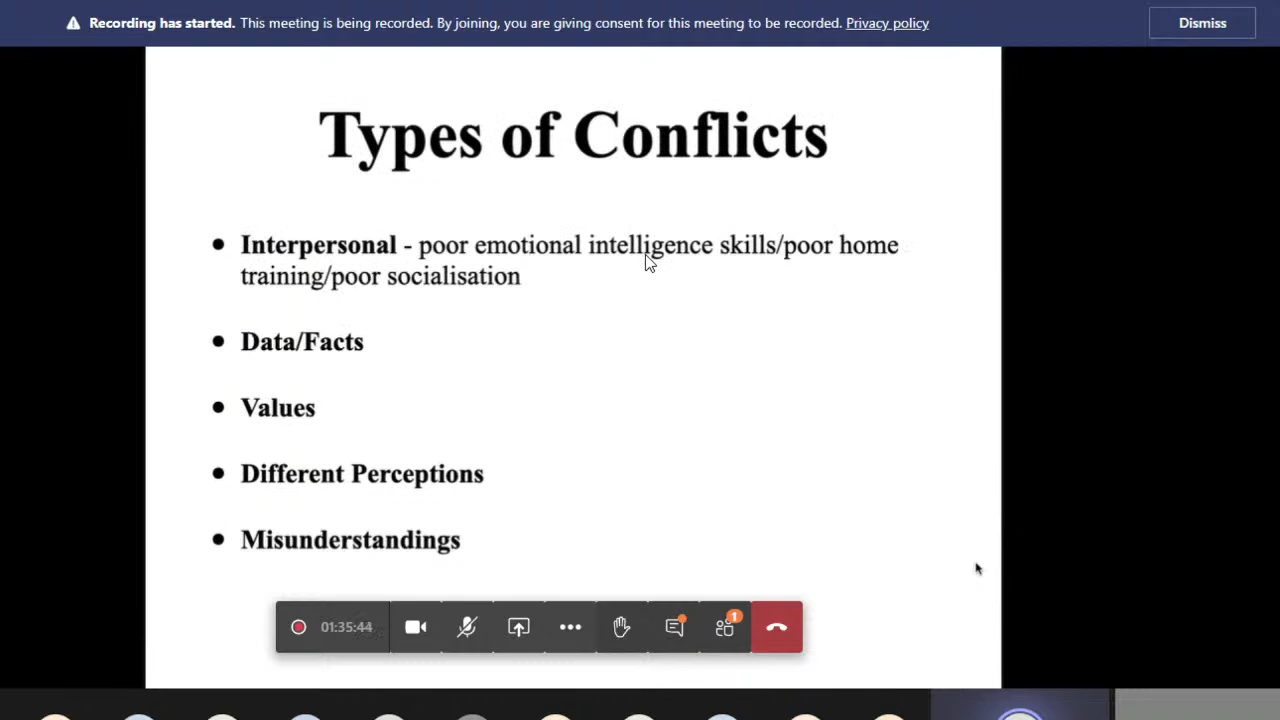 Recording has started. This meeting is being recorded. By joining, you are giving consent for this meeting to be recorded. Privacy policy
Dismiss
Types of Conflicts
• Interpersonal - poor emotional intelligence skills/poor home
training/poor socialisation
• Data/Facts
• Values
• Different Perceptions
• Misunderstandings
01:35:44
1